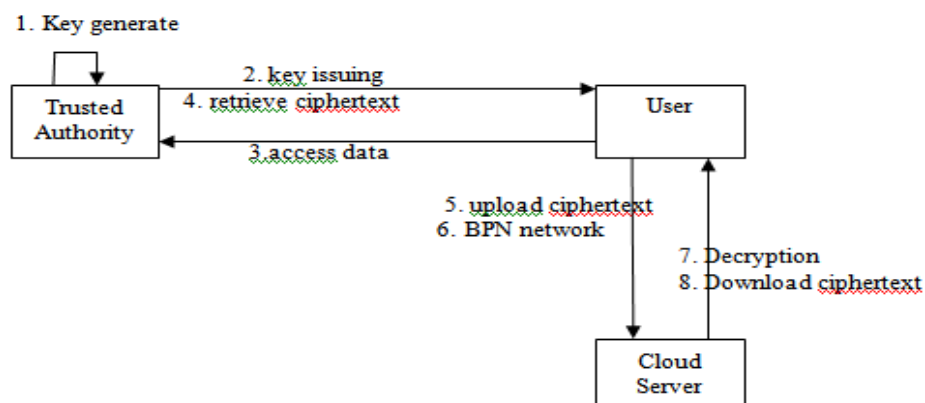 1. Key generate
2. key issuing
4. retrieve ciphertext
Trusted
Authority
User
3.access data
5. upload ciphertext
6. BPN network
7. Decryption
8. Download ciphertext
Cloud
Server